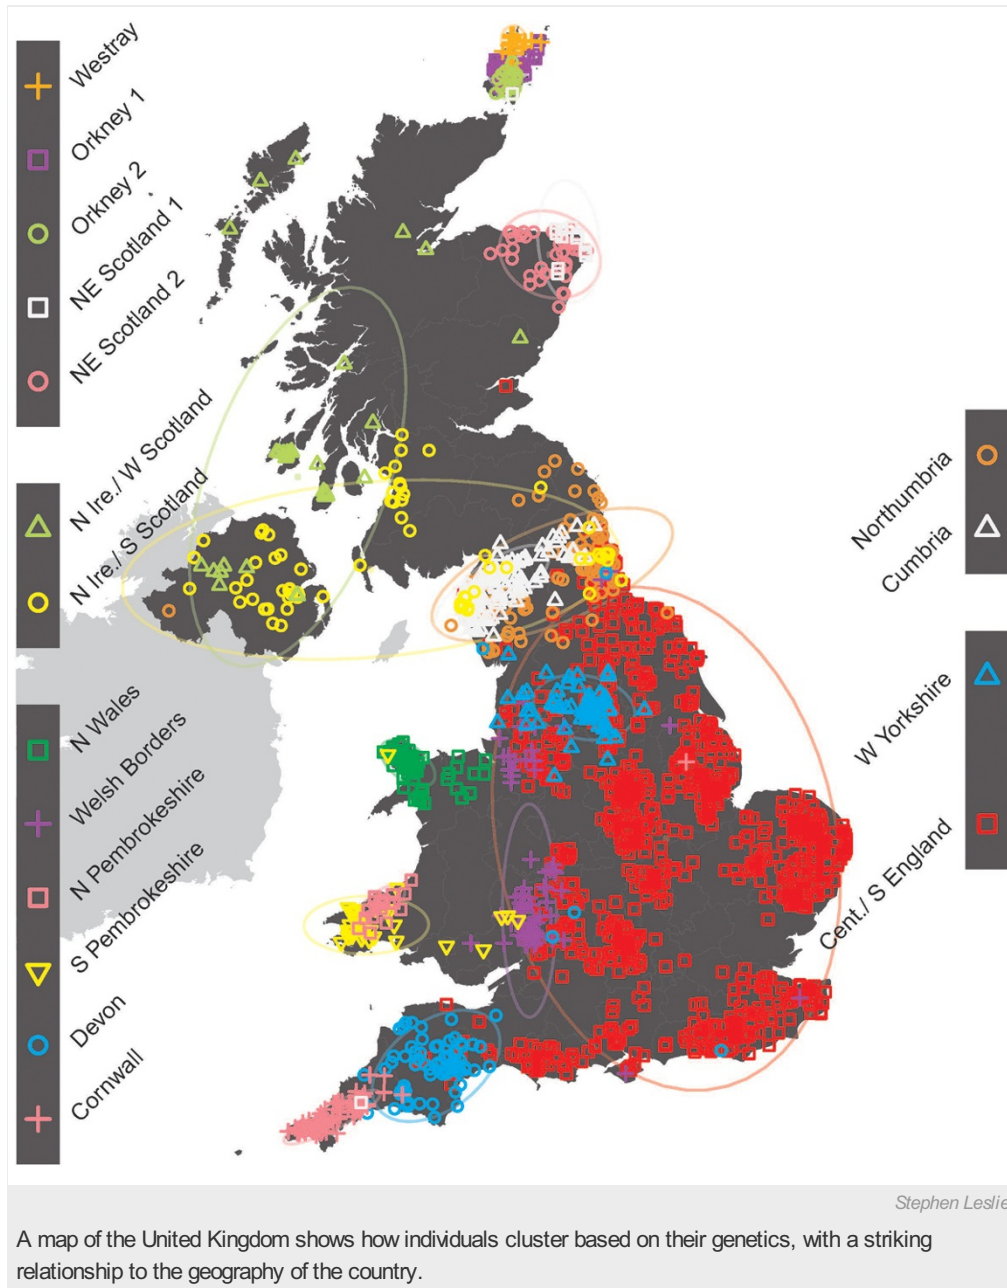 Westray
Orkney 1
Orkney 2
NE Scotland 1
NE Scotland 2
N Ire./ W Scotland
N Ire./ S Scotland
N Wales
Welsh Borders
N Pembrokeshire
S Pembrokeshire
Devon
Cornwall
Northumbria
Cumbria
W Yorkshire
Cent./ S England
Stephen Leslie
A map of the United Kingdom shows how individuals cluster based on their genetics, with a striking
relationship to the geography of the country.